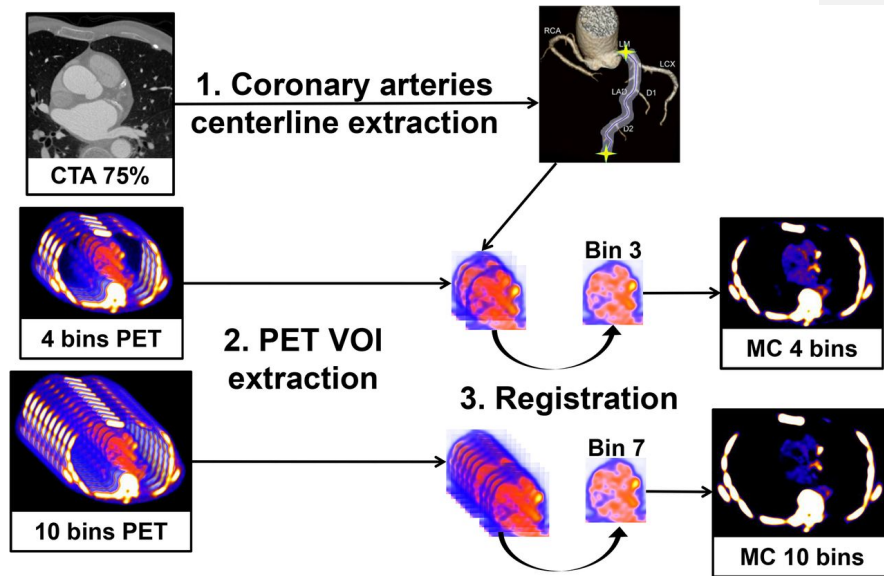 1. Coronary arteries
centerline extraction
CTA 75%
RCA
LM
LCX
LAD
D1
D2
Bin 3
4 bins PET
MC 4 bins
2. PET VOI
extraction
3. Registration
Bin 7
10 bins PET
MC 10 bins